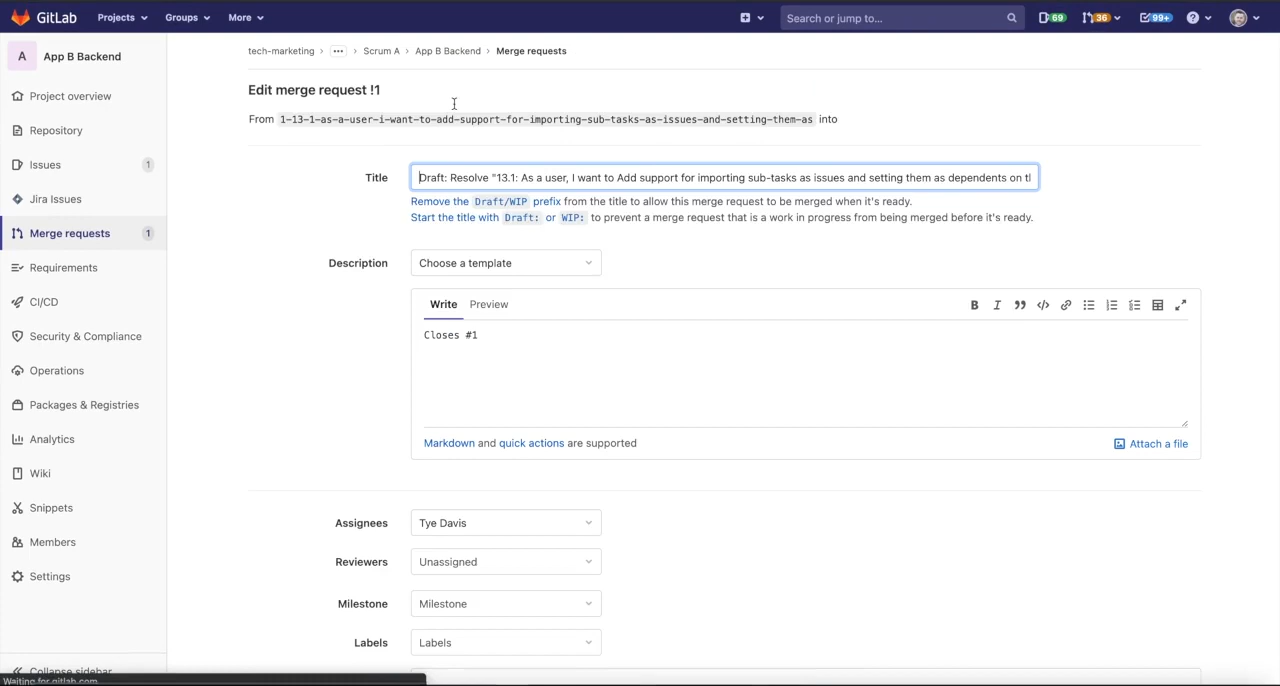 GitLab Projects Groups More Search or jump to... 69 36 99+
A App B Backend
Project overview
Repository
Issues 1
Jira Issues
Merge requests 1
Requirements
CI/CD
Security & Compliance
Operations
Packages & Registries
Analytics
Wiki
Snippets
Members
Settings
Collapse sidebar
Waiting for gitlab.com...
tech-marketing > ... > Scrum A > App B Backend > Merge requests
Edit merge request !1
From 1-13-1-as-a-user-i-want-to-add-support-for-importing-sub-tasks-as-issues-and-setting-them-as into
Title Draft: Resolve "13.1: As a user, I want to Add support for importing sub-tasks as issues and setting them as dependents on
Remove the Draft/WIP prefix from the title to allow this merge request to be merged when it's ready.
Start the title with Draft: or WIP: to prevent a merge request that is a work in progress from being merged before it's ready.
Description Choose a template
Write Preview
Closes #1
Markdown and quick actions are supported Attach a file
Assignees Tye Davis
Reviewers Unassigned
Milestone Milestone
Labels Labels